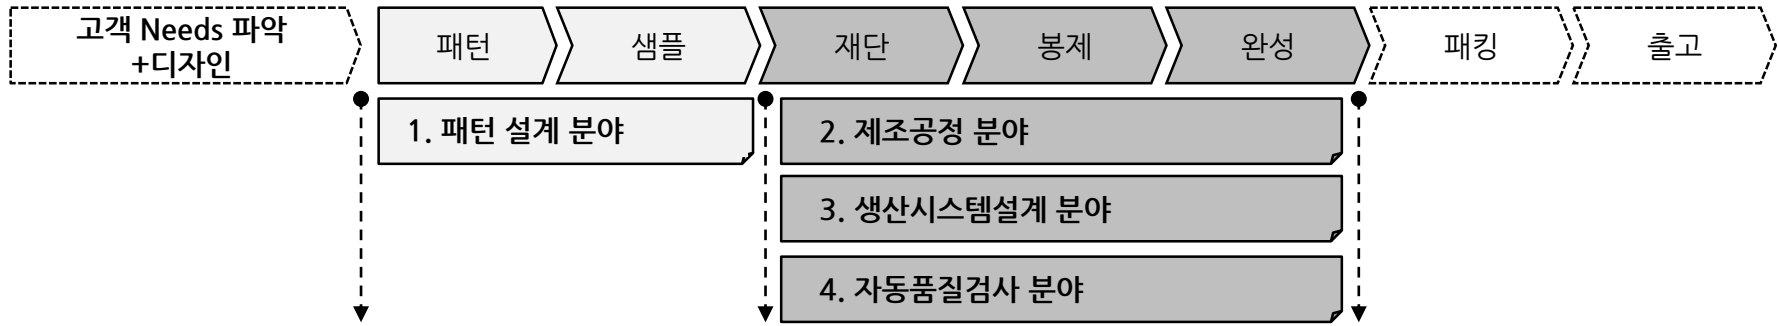 고객 Needs 파악
+디자인
패턴
샘플
재단
봉제
완성
패킹
출고
1. 패턴 설계 분야
2. 제조공정 분야
3. 생산시스템설계 분야
4. 자동품질검사 분야